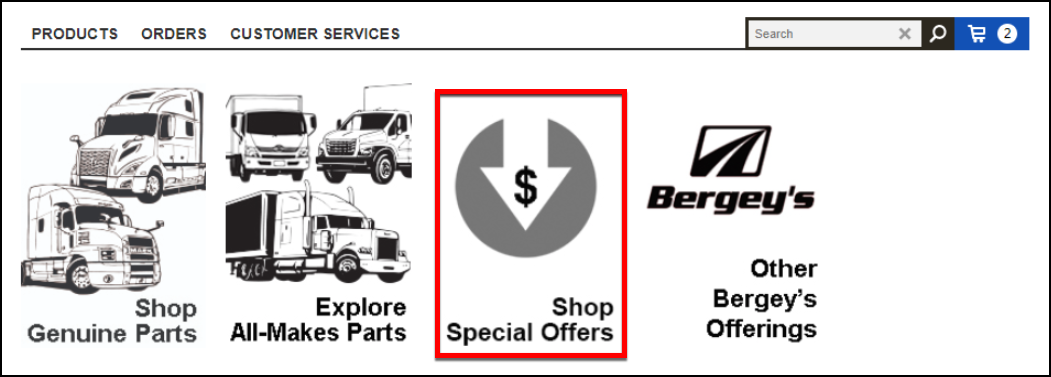 PRODUCTS ORDERS CUSTOMER SERVICES
Search
2
Shop
Genuine Parts
Explore
All-Makes Parts
$
Shop
Special Offers
Bergey's
Other
Bergey’s
Offerings